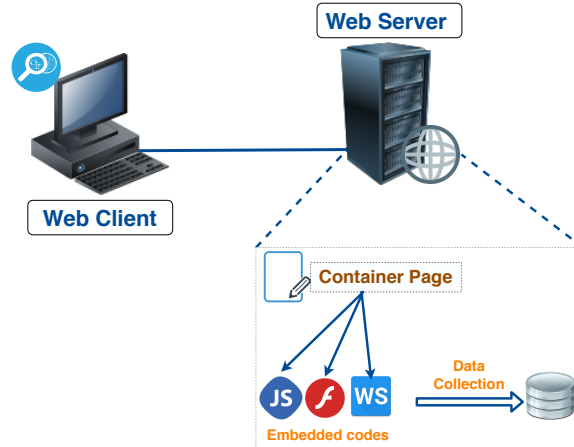 Web Server
Web Client
Container Page
JS
WS
Data
Collection
Embedded codes